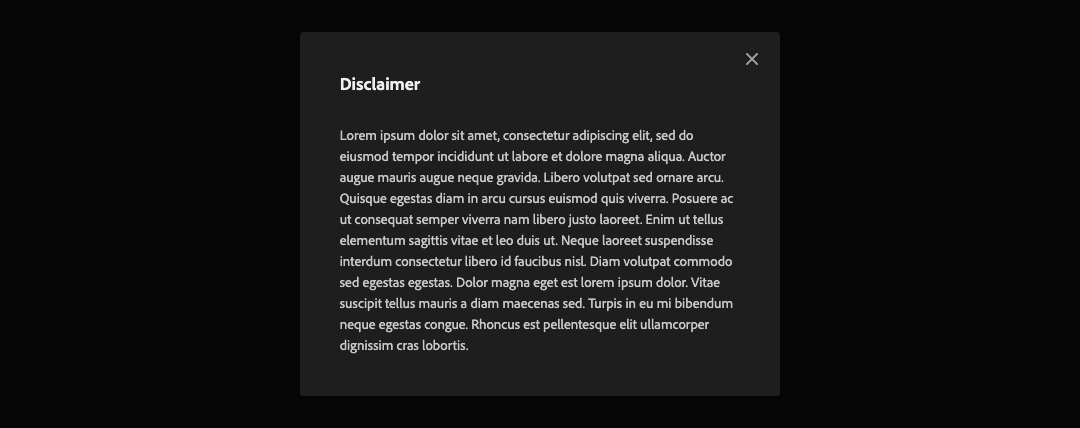 Disclaimer
Lorem ipsum dolor sit amet, consectetur adipiscing elit, sed do
eiusmod tempor incididunt ut labore et dolore magna aliqua. Auctor
augue mauris augue neque gravida. Libero volutpat sed ornare arcu.
Quisque egestas diam in arcu cursus euismod quis viverra. Posuere ac
ut consequat semper viverra nam libero justo laoreet. Enim ut tellus
elementum sagittis vitae et leo duis ut. Neque laoreet suspendisse
interdum consectetur libero id faucibus nisl. Diam volutpat commodo
sed egestas egestas. Dolor magna eget est lorem ipsum dolor. Vitae
suscipit tellus mauris a diam maecenas sed. Turpis in eu mi bibendum
neque egestas congue. Rhoncus est pellentesque elit ullamcorper
dignissim cras lobortis.